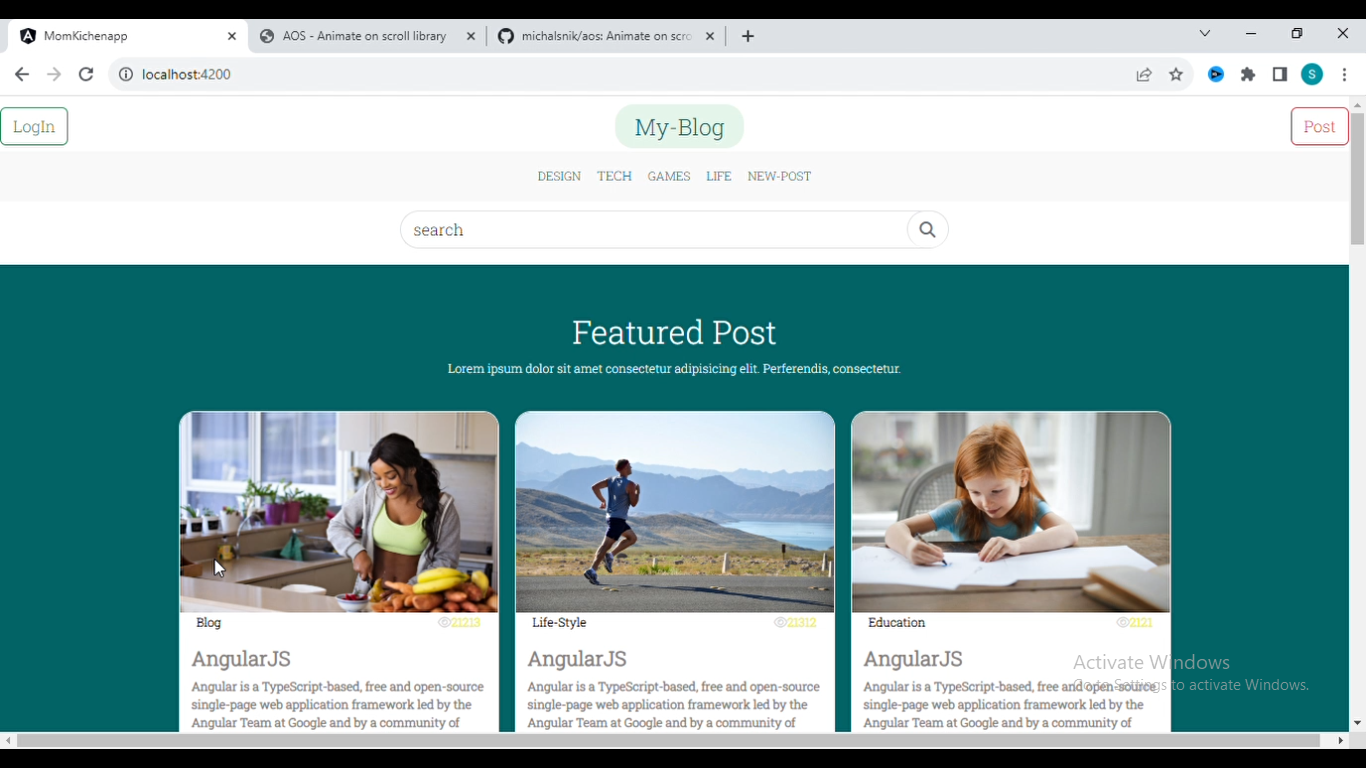 MomKichenapp
AOS - Animate on scroll library
michalsnik/aos: Animate on scro
localhost:4200
S
LogIn
My-Blog
Post
DESIGN TECH GAMES LIFE NEW-POST
search
Featured Post
Lorem ipsum dolor sit amet consectetur adipisicing elit. Perferendis, consectetur.
Blog 21213
AngularJS
Angular is a TypeScript-based, free and open-source
single-page web application framework led by the
Angular Team at Google and by a community of
Life-Style 21312
AngularJS
Angular is a TypeScript-based, free and open-source
single-page web application framework led by the
Angular Team at Google and by a community of
Education 2121
AngularJS
Angular is a TypeScript-based, free and open-source
single-page web application framework led by the
Angular Team at Google and by a community of
Activate Windows
Go to Settings to activate Windows.